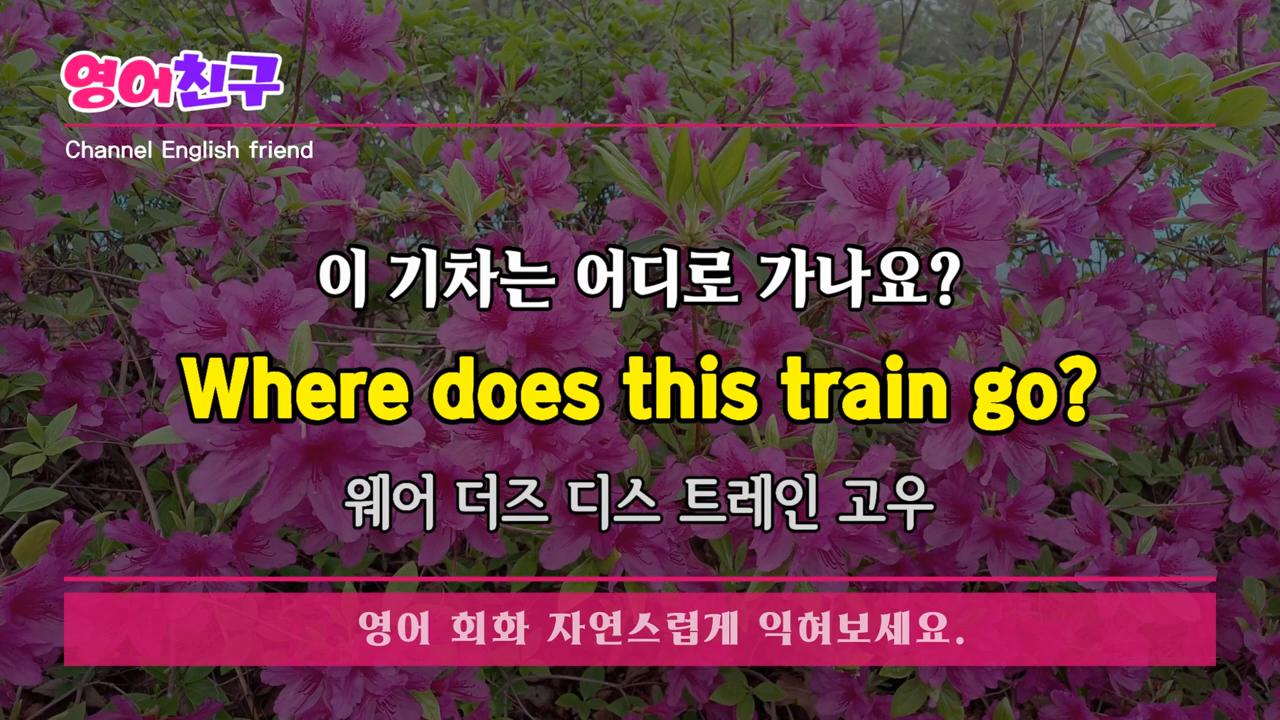 영어친구
Channel English friend
이 기차는 어디로 가나요?
Where does this train go?
웨어 더즈 디스 트레인 고우
영어 회화 자연스럽게 익혀보세요.